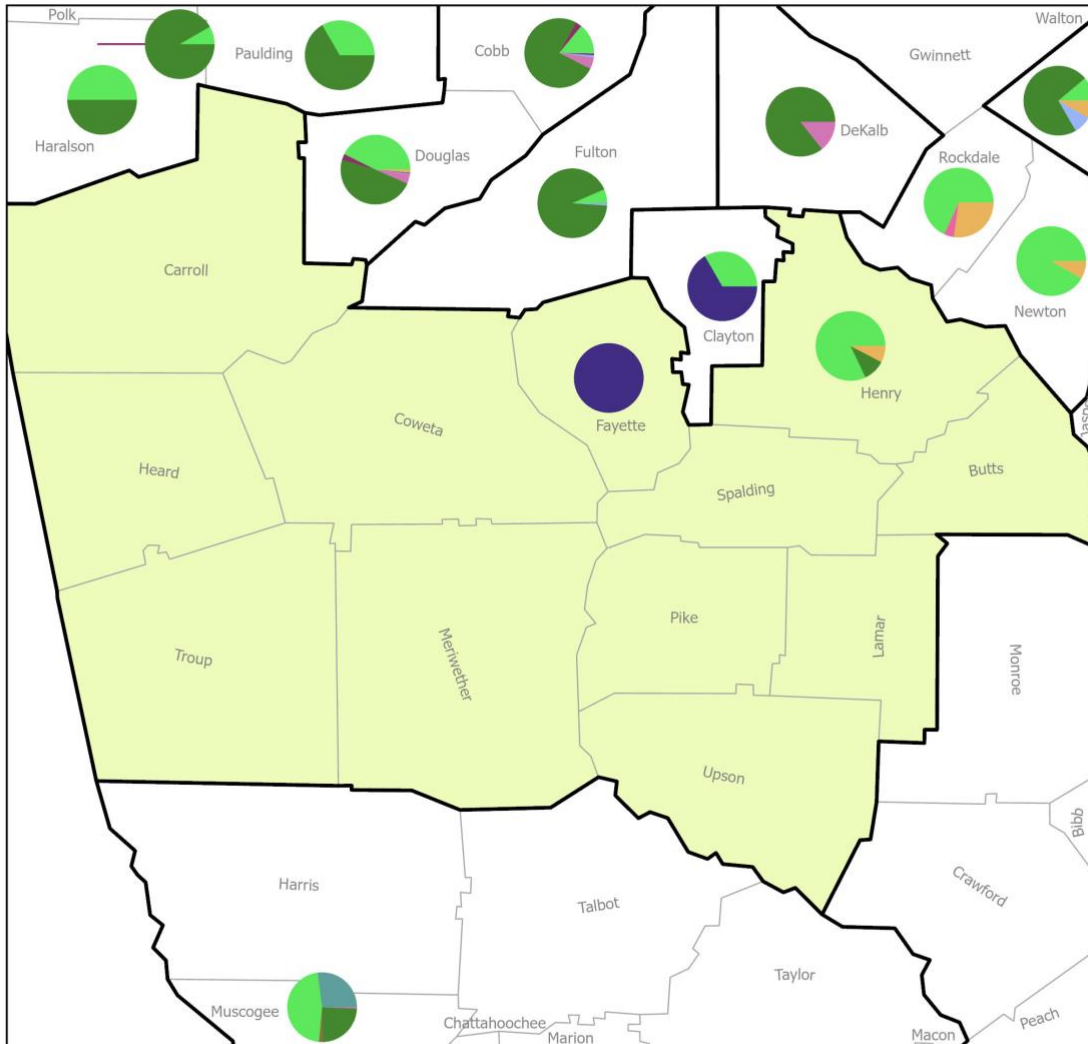 Polk
Walton
Paulding
Cobb
Gwinnett
Haralson
Douglas
Fulton
DeKalb
Rockdale
Carroll
Newton
Clayton
Henry
Coweta
Fayette
Heard
Spalding
Butts
Pike
Lamar
Troup
Meriwether
Monroe
Upson
Bibb
Harris
Talbot
Crawford
Taylor
Muscogee
Chattahoochee
Marion
Macon
Peach